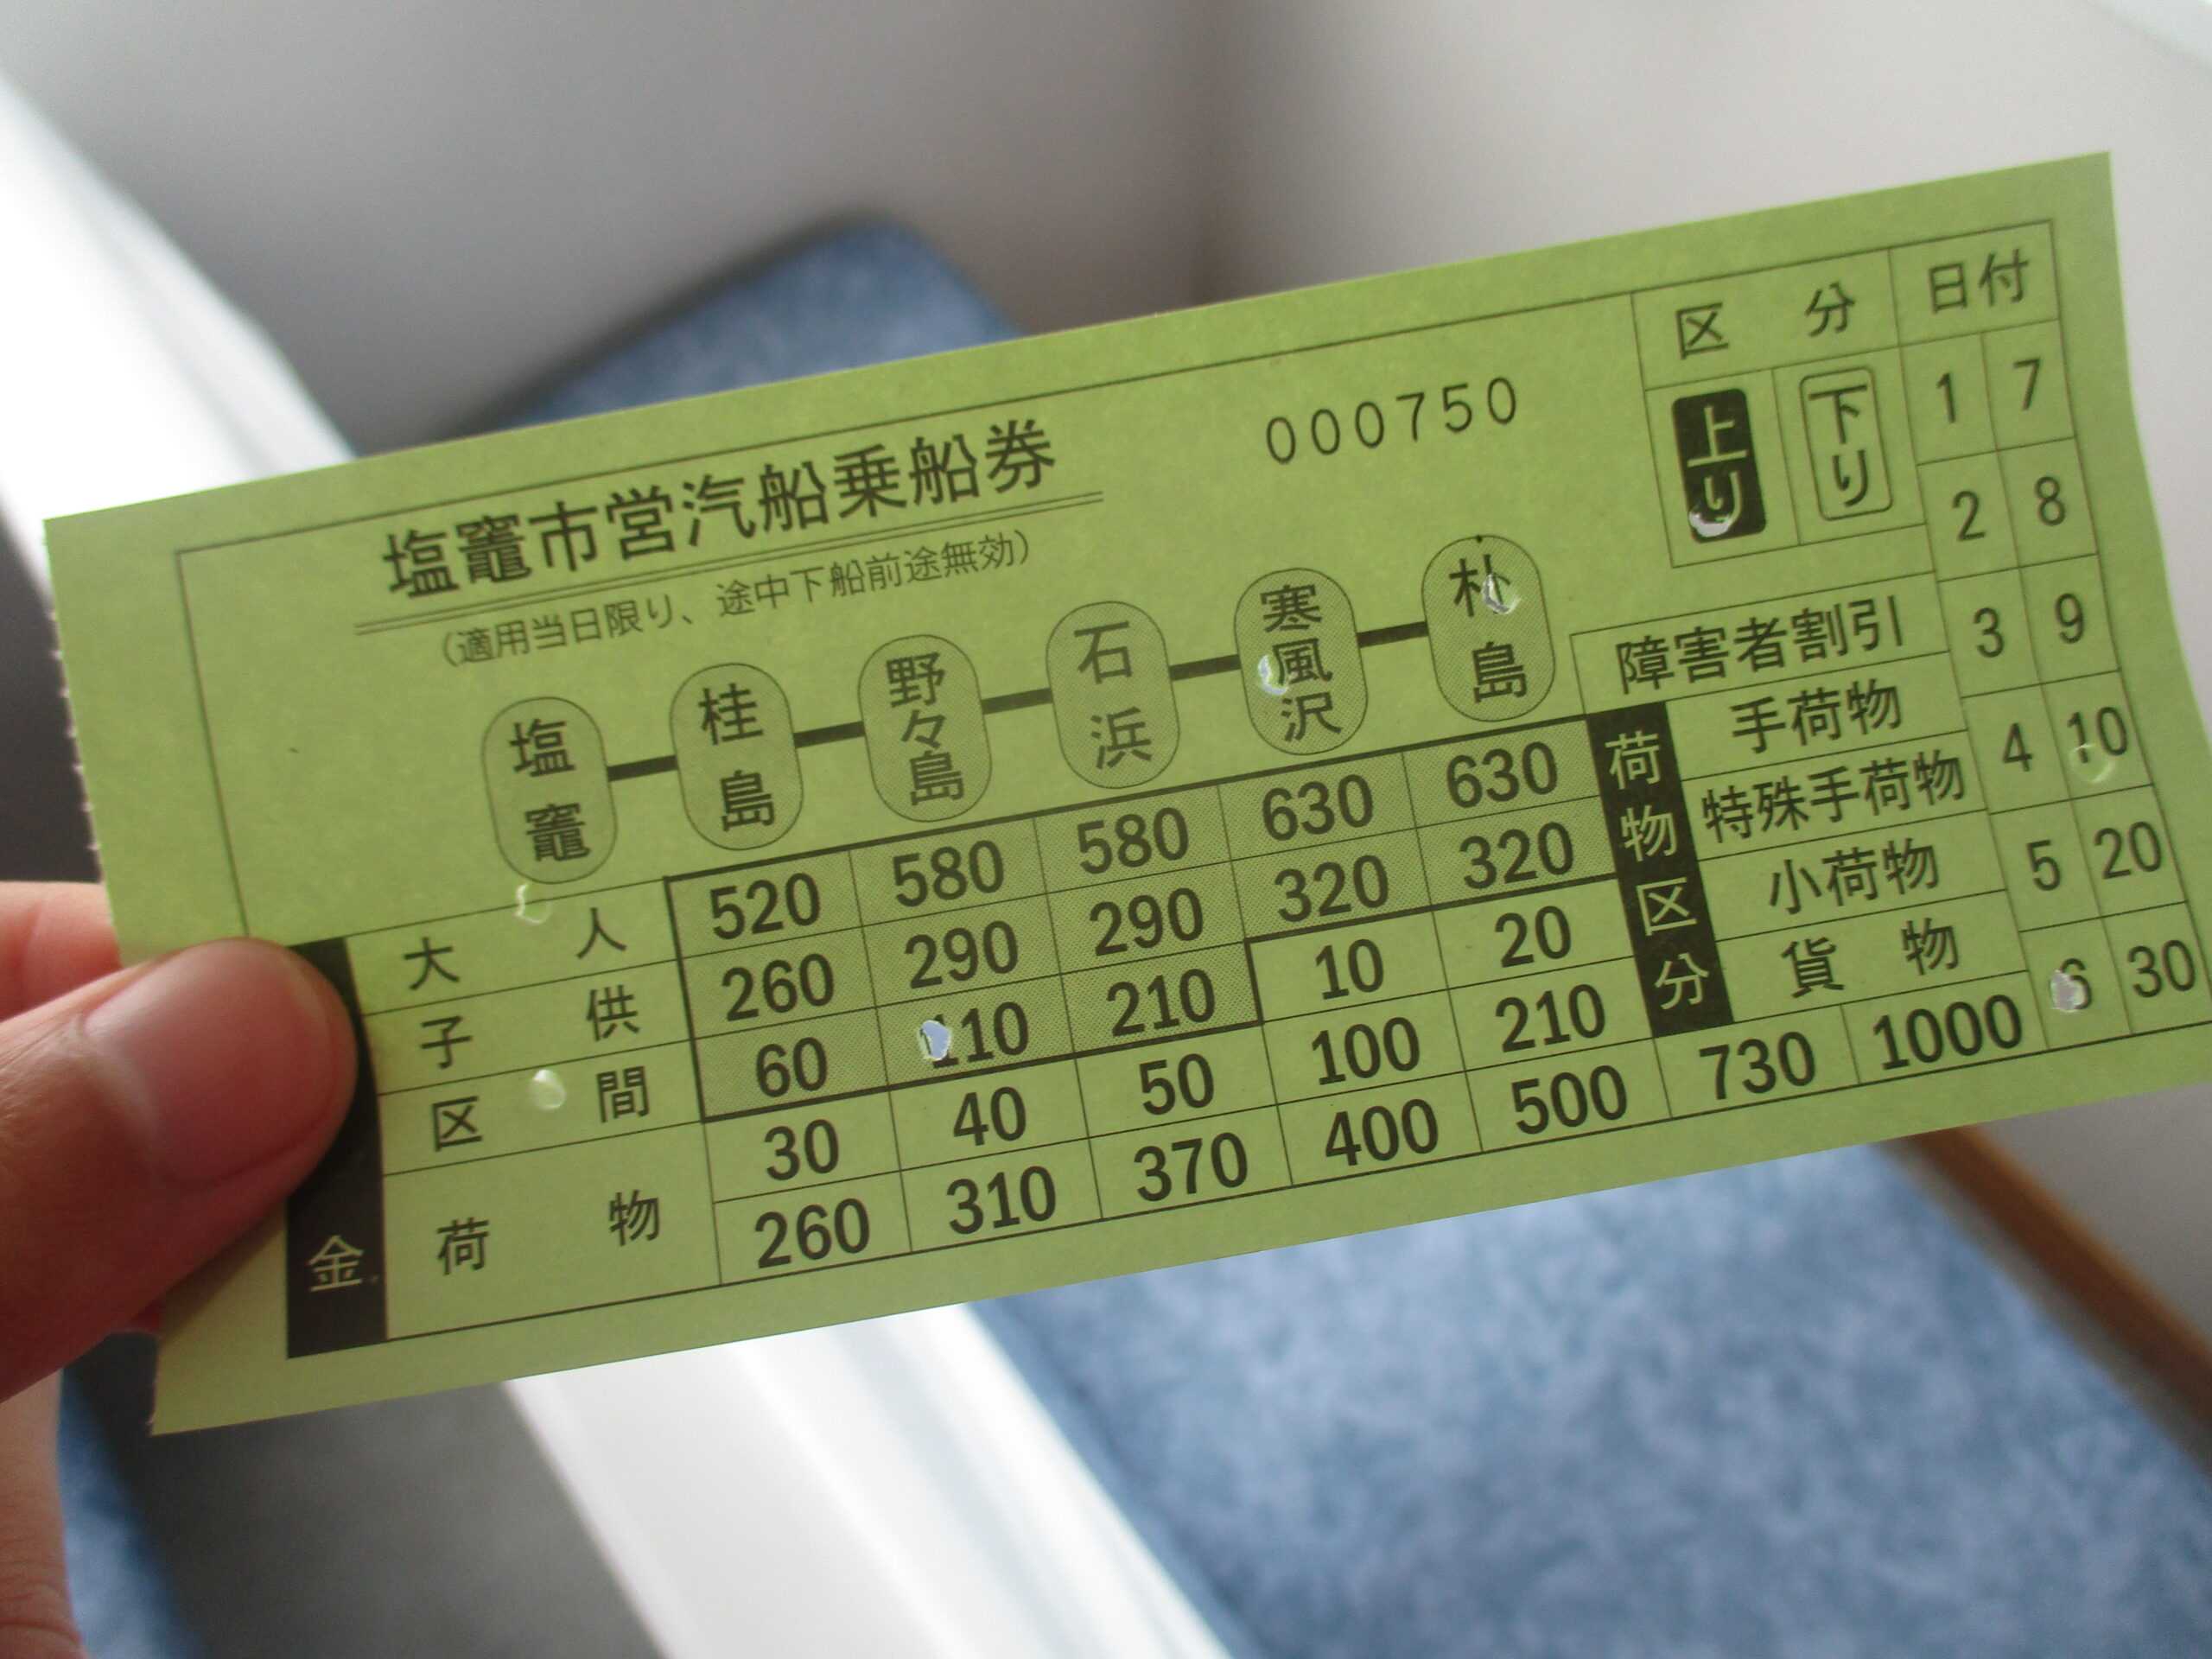 塩竈市営汽船乗船券
000750
(適用当日限り、途中下船前途無効)
塩竈 桂島 野々島 石浜 寒風沢 朴島
区分 日付
上り 下り 1 7
2 8
障害者割引 3 9
荷物区分 手荷物 4 10
特殊手荷物
小荷物 5 20
貨物 6 30
金
大人 520 580 580 630 630
子供 260 290 290 320 320
区間 60 110 210 10 20
荷物 30 40 50 100 210
260 310 370 400 500 730 1000